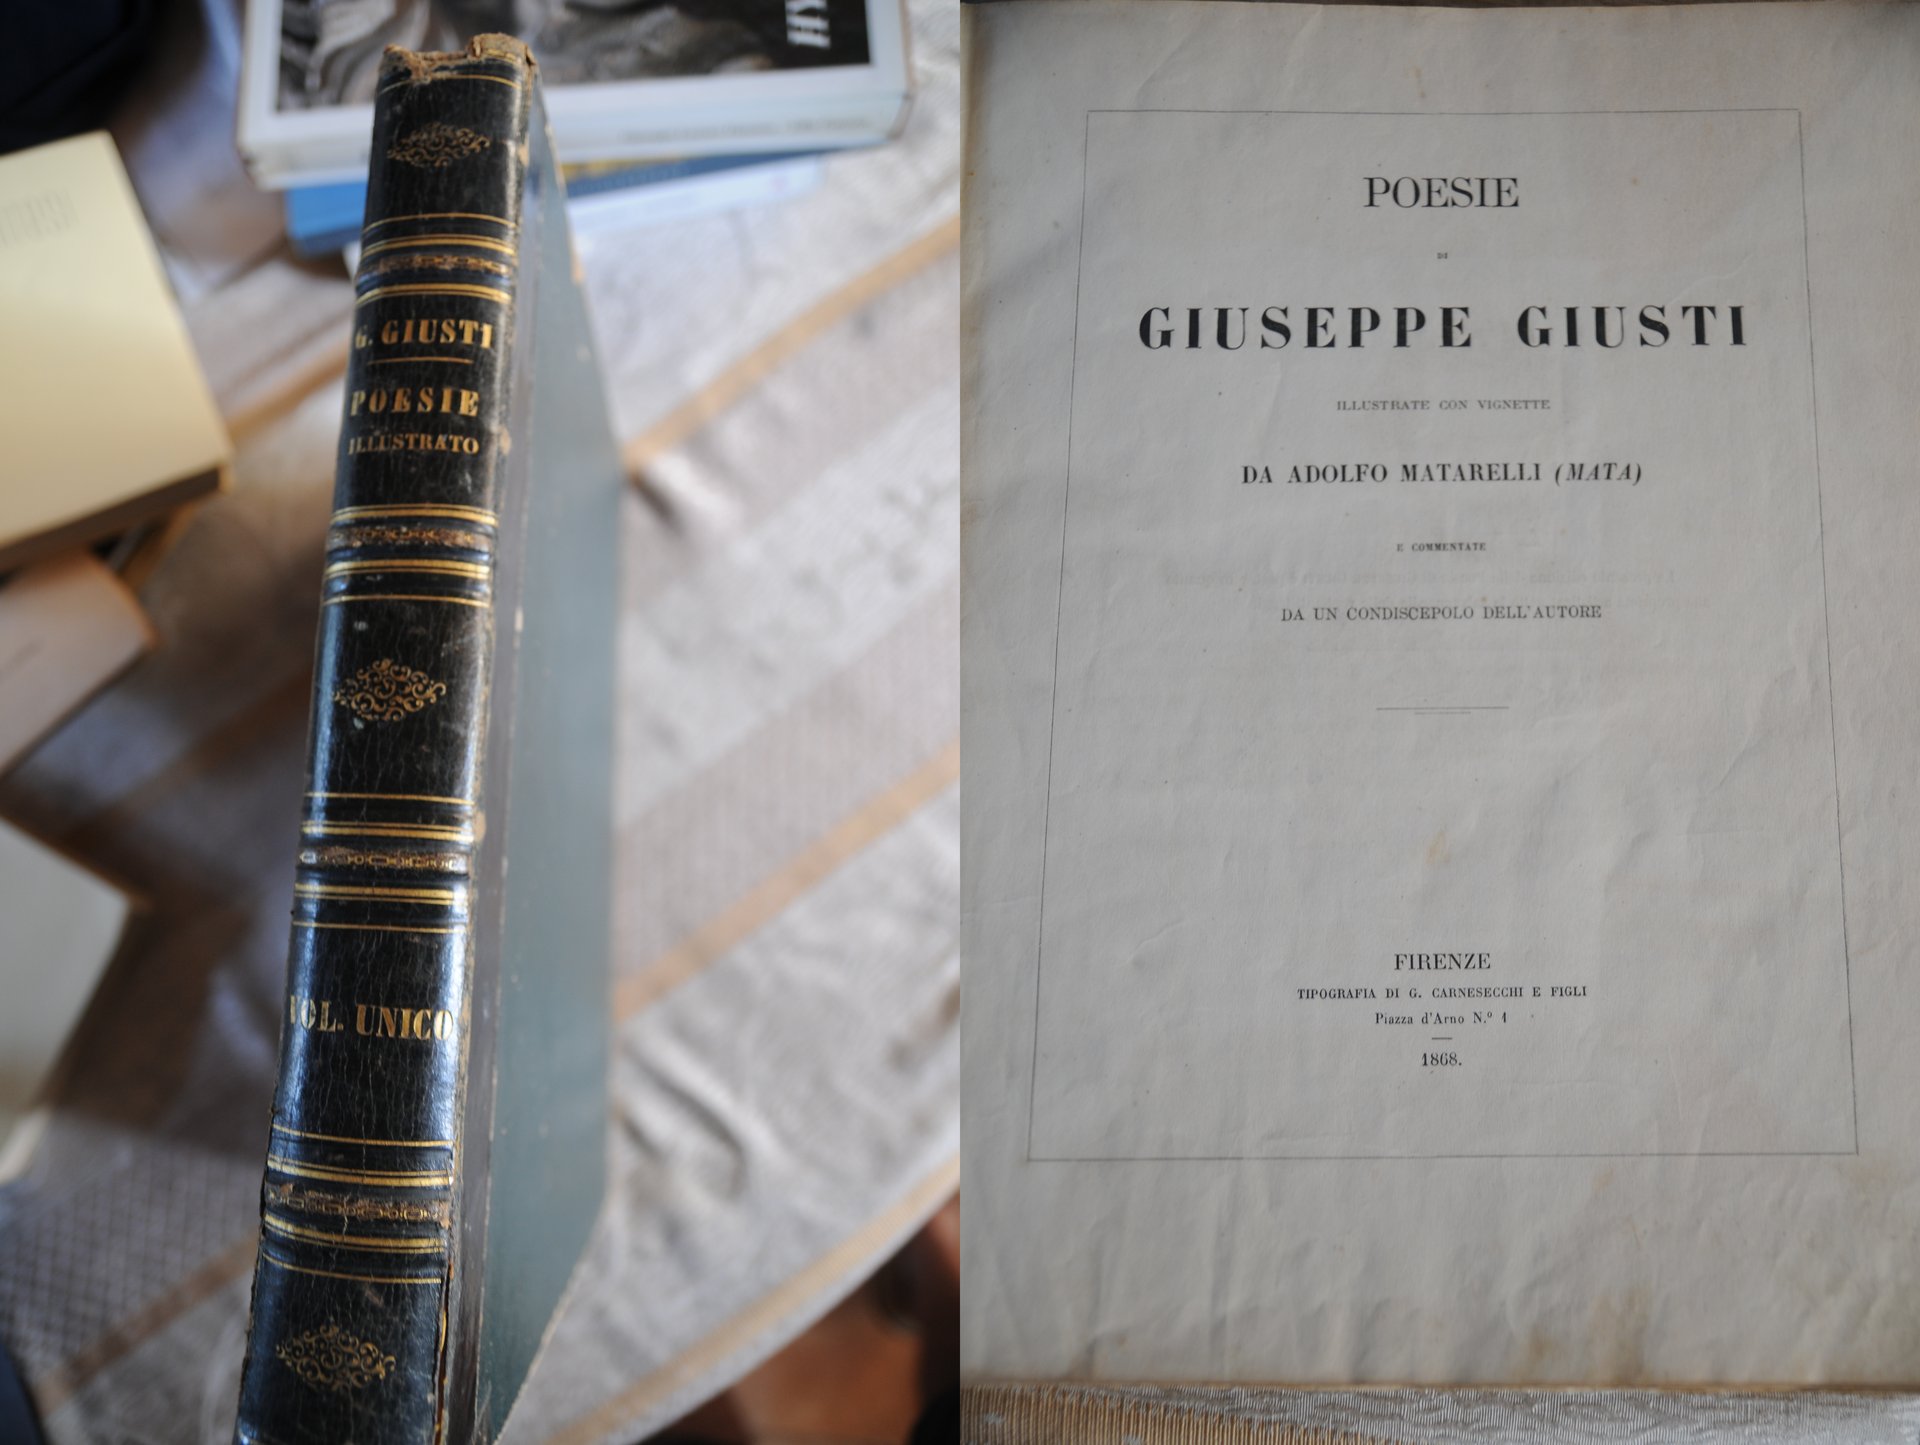 HY
G. GIUSTI
POESIE
ILLUSTRATO
VOL. UNICO
POESIE
DI
GIUSEPPE GIUSTI
ILLUSTRATE CON VIGNETTE
DA ADOLFO MATARELLI (MATA)
E COMMENTATE
DA UN CONDISCEPOLO DELL'AUTORE
FIRENZE
TIPOGRAFIA DI G. CARNESECCHI E FIGLI
Piazza d'Arno N.º 1
1868.